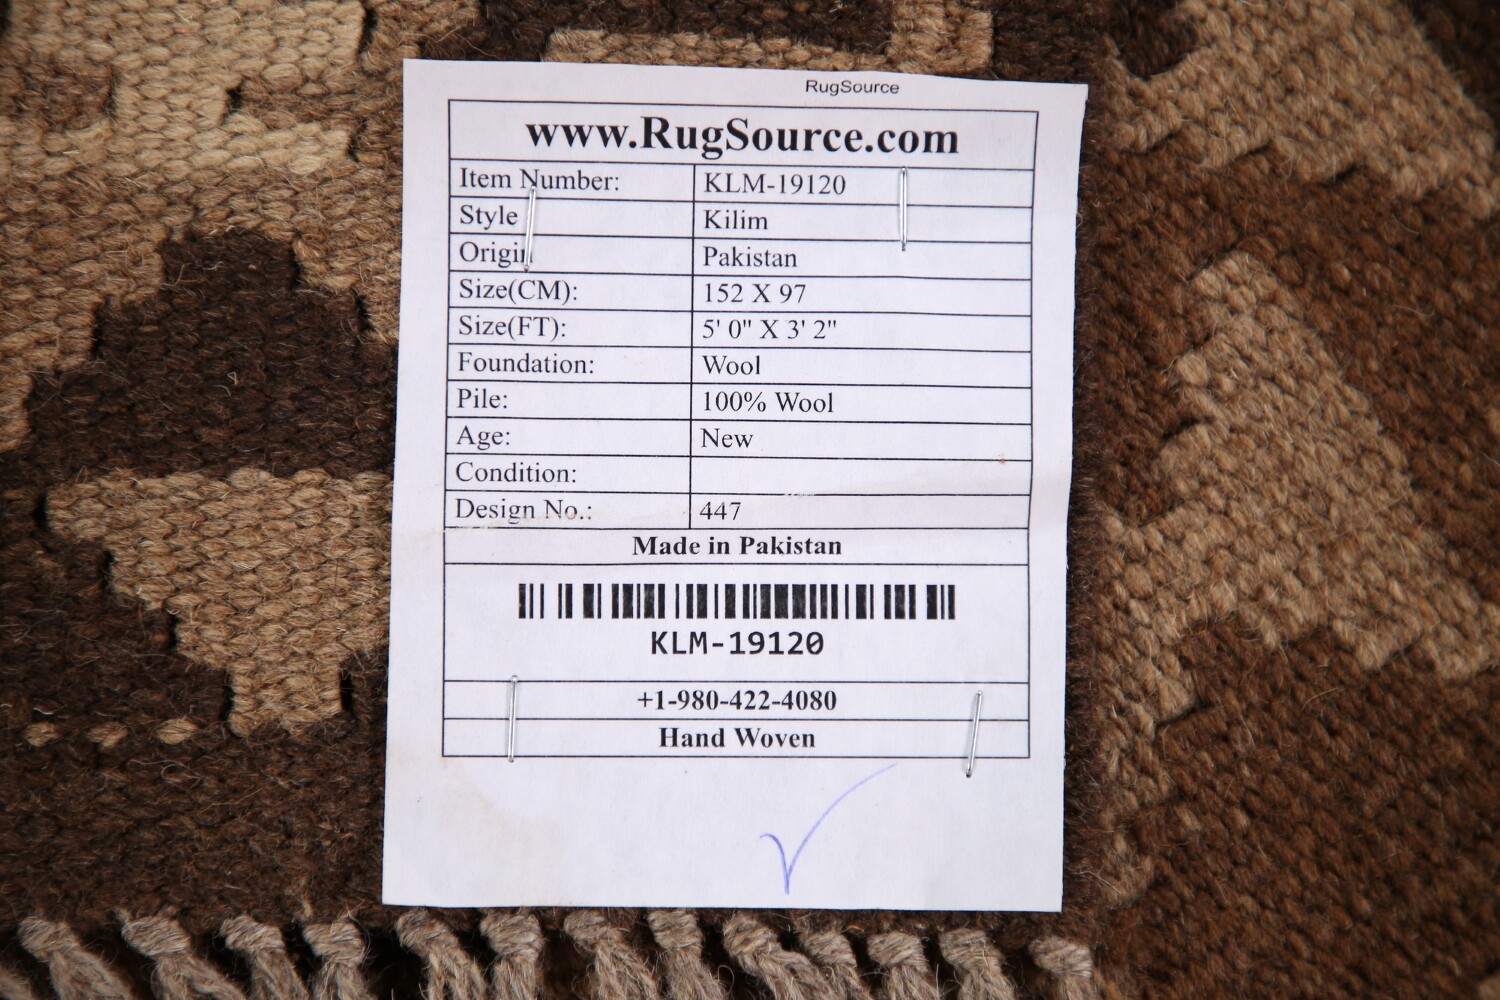 RugSource
www.RugSource.com
Item Number: KLM-19120
Style Kilim
Origin Pakistan
Size(CM): 152 X 97
Size(FT): 5' 0" X 3' 2"
Foundation: Wool
Pile: 100% Wool
Age: New
Condition:
Design No.: 447
Made in Pakistan
KLM-19120
+1-980-422-4080
Hand Woven